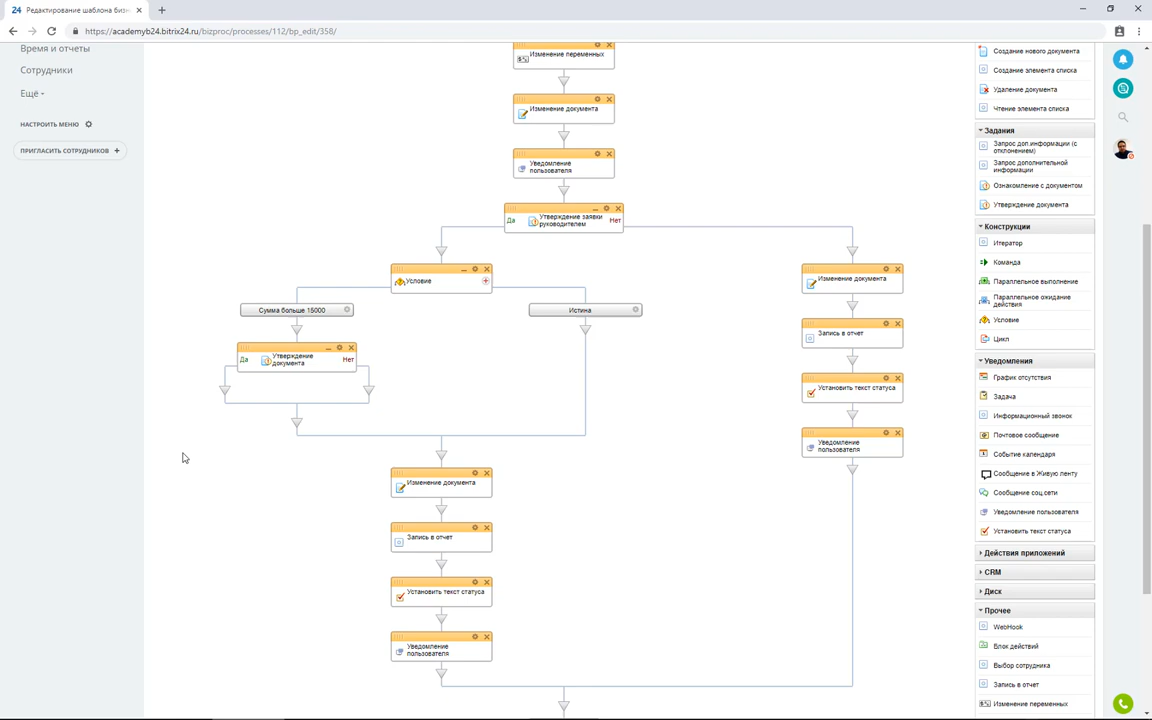 24 Редактирование шаблона бизн
https://academyb24.bitrix24.ru/bizproc/processes/112/bp_edit/358/
Время и отчеты
Сотрудники
Ещё
НАСТРОИТЬ МЕНЮ
ПРИГЛАСИТЬ СОТРУДНИКОВ +
Изменение переменных
Изменение документа
Уведомление
пользователя
Да
Утверждение заявки
руководителем
Нет
Условие
Сумма больше 15000
Истина
Да
Утверждение
документа
Нет
Изменение документа
Запись в отчет
Установить текст статуса
Уведомление
пользователя
Изменение документа
Запись в отчет
Установить текст статуса
Уведомление
пользователя
Создание нового документа
Создание элемента списка
Удаление документа
Чтение элемента списка
Задания
Запрос доп.информации (с
отклонением)
Запрос дополнительной
информации
Ознакомление с документом
Утверждение документа
Конструкции
Итератор
Команда
Параллельное выполнение
Параллельное ожидание
действия
Условие
Цикл
Уведомления
График отсутствия
Задача
Информационный звонок
Почтовое сообщение
Событие календаря
Сообщение в Живую ленту
Сообщение соц.сети
Уведомление пользователя
Установить текст статуса
Действия приложений
CRM
Диск
Прочее
WebHook
Блок действий
Выбор сотрудника
Запись в отчет
Изменение переменных